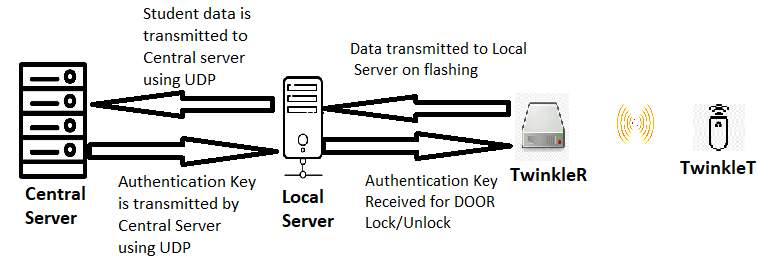 Student data is
transmitted to
Central server
using UDP
Data transmitted to Local
Server on flashing
Central
Server
Authentication Key
is transmitted by
Central Server
using UDP
Local
Server
Authentication Key
Received for DOOR
Lock/Unlock
TwinkleR
TwinkleT